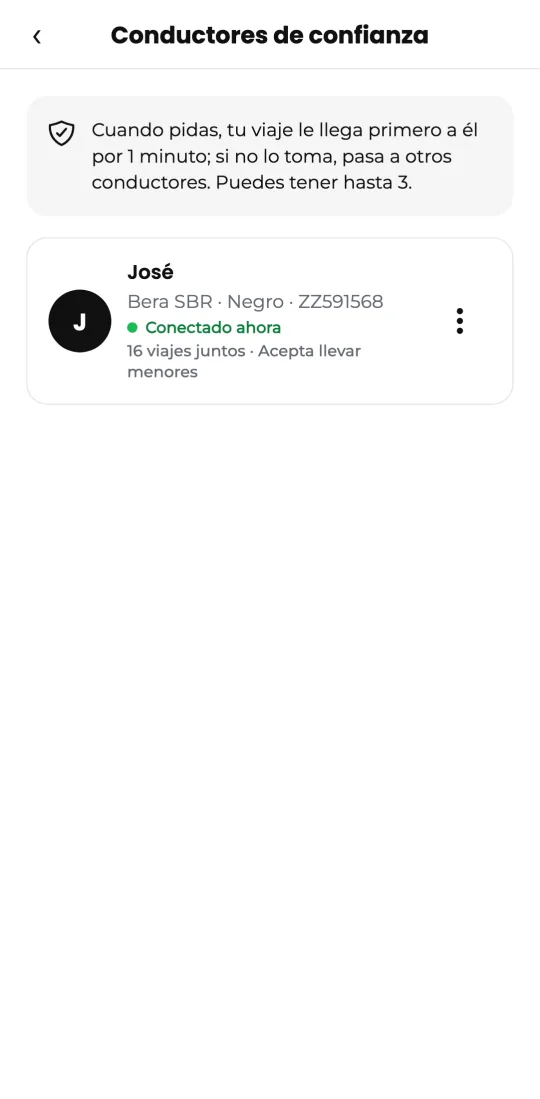 Conductores de confianza
Cuando pidas, tu viaje le llega primero a él
por 1 minuto; si no lo toma, pasa a otros
conductores. Puedes tener hasta 3.
José
J
Bera SBR · Negro · ZZ591568
Conectado ahora
16 viajes juntos · Acepta llevar
menores